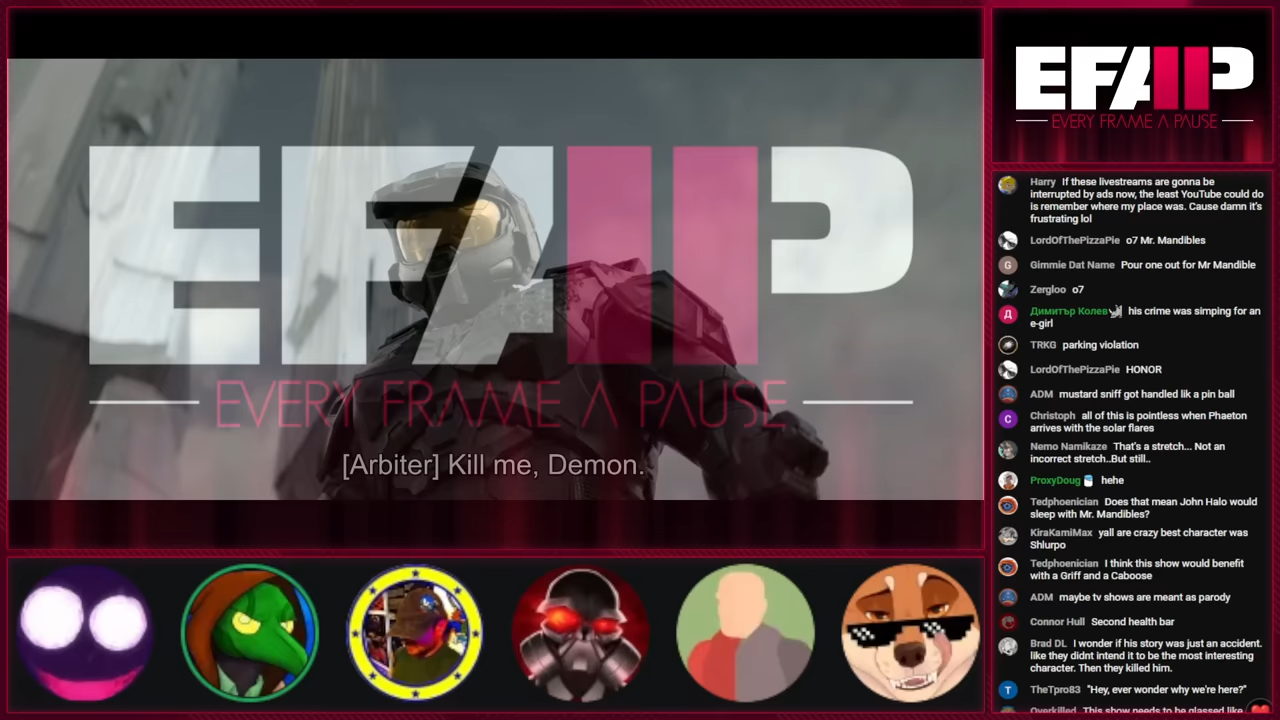 EFAP
EVERY FRAME A PAUSE
[Arbiter] Kill me, Demon.
EFAP
EVERY FRAME A PAUSE
Harry If these livestreams are gonna be
interrupted by ads now, the least YouTube could do
is remember where my place was. Cause damn it's
frustrating lol
LordOfThePizzaPie o7 Mr. Mandibles
G
Gimmie Dat Name Pour one out for Mr Mandible
Zergloo o7
Д
Димитър Колев his crime was simping for an
e-girl
TRKG parking violation
LordOfThePizzaPie HONOR
ADM mustard sniff got handled lik a pin ball
C
Christoph all of this is pointless when Phaeton
arrives with the solar flares
Nemo Namikaze That's a stretch... Not an
incorrect stretch..But still..
ProxyDoug hehe
Tedphoenician Does that mean John Halo would
sleep with Mr. Mandibles?
KiraKamiMax yall are crazy best character was
Shlurpo
Tedphoenician I think this show would benefit
with a Griff and a Caboose
ADM maybe tv shows are meant as parody
Connor Hull Second health bar
Brad DL I wonder if his story was just an accident.
like they didnt intend it to be the most interesting
character. Then they killed him.
T
TheTpro83 "Hey, ever wonder why we're here?"
Overkilled This show needs to be glassed like